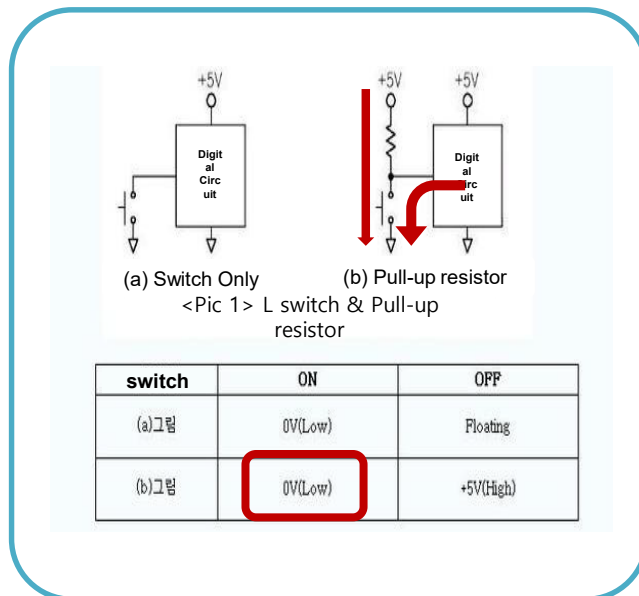 +5V
+5V
+5V
Digit
al
Circ
uit
Digit
al
Circ
uit
(a) Switch Only
(b) Pull-up resistor
<Pic 1> L switch & Pull-up
resistor
switch ON OFF
(a)그림 0V(Low) Floating
(b)그림 0V(Low) +5V(High)